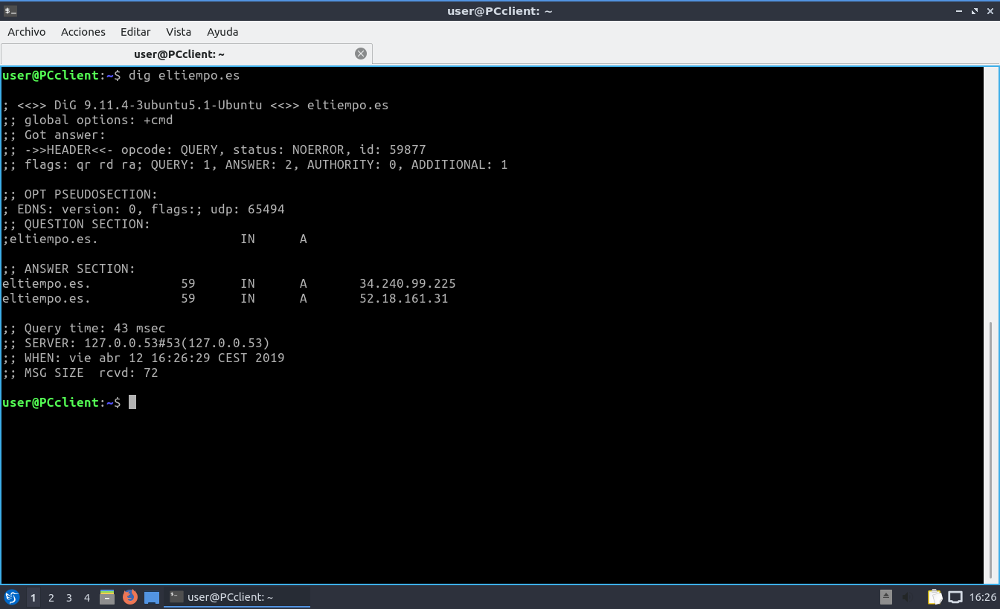 user@PCclient: ~
Archivo Acciones Editar Vista Ayuda
user@PCclient: ~
user@PCclient:~$ dig eltiempo.es
; <<>> DiG 9.11.4-3ubuntu5.1-Ubuntu <<>> eltiempo.es
;; global options: +cmd
;; Got answer:
;; ->>HEADER<<- opcode: QUERY, status: NOERROR, id: 59877
;; flags: qr rd ra; QUERY: 1, ANSWER: 2, AUTHORITY: 0, ADDITIONAL: 1
;; OPT PSEUDOSECTION:
; EDNS: version: 0, flags:; udp: 65494
;; QUESTION SECTION:
;eltiempo.es. IN A
;; ANSWER SECTION:
eltiempo.es. 59 IN A 34.240.99.225
eltiempo.es. 59 IN A 52.18.161.31
;; Query time: 43 msec
;; SERVER: 127.0.0.53#53(127.0.0.53)
;; WHEN: vie abr 12 16:26:29 CEST 2019
;; MSG SIZE  rcvd: 72
user@PCclient:~$
1 2 3 4 user@PCclient: ~ 16:26